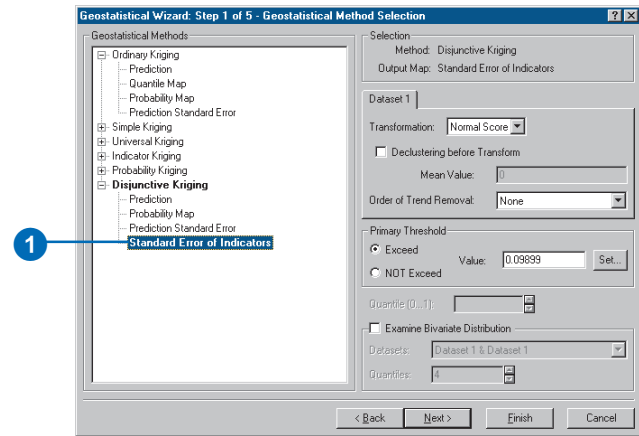 Geostatistical Wizard: Step 1 of 5 - Geostatistical Method Selection
Geostatistical Methods
Ordinary Kriging
Prediction
Quantile Map
Probability Map
Prediction Standard Error
Simple Kriging
Universal Kriging
Indicator Kriging
Probability Kriging
Disjunctive Kriging
Prediction
Probability Map
Prediction Standard Error
Standard Error of Indicators
1
Selection
Method: Disjunctive Kriging
Output Map: Standard Error of Indicators
Dataset 1
Transformation: Normal Score
Declustering before Transform
Mean Value: 0
Order of Trend Removal: None
Primary Threshold
Exceed
Value: 0.09899 Set...
NOT Exceed
Quantile (0...1):
Examine Bivariate Distribution
Datasets: Dataset 1 & Dataset 1
Quantiles: 4
< Back Next > Finish Cancel